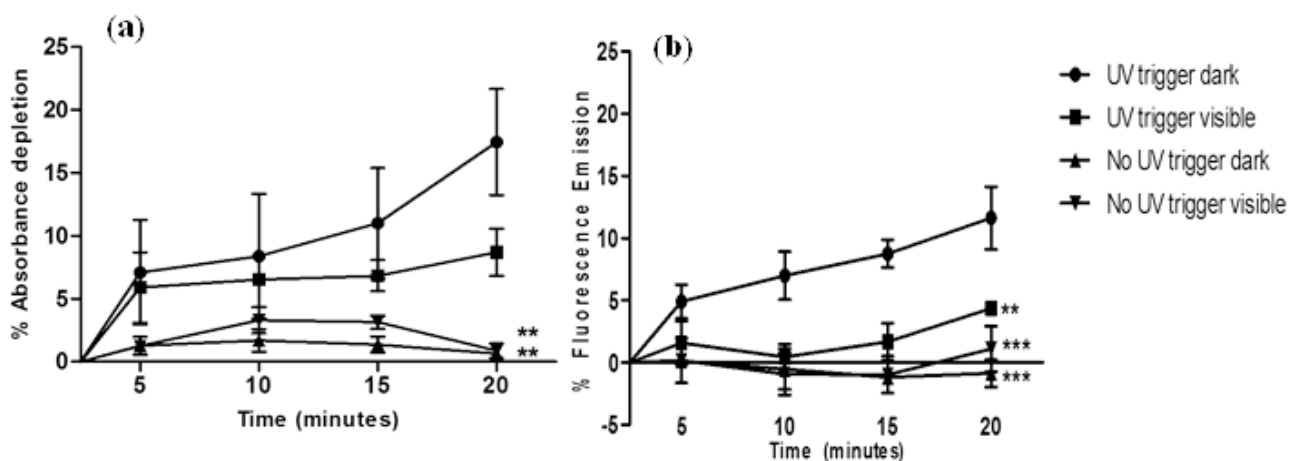 (a)
% Absorbance depletion
25
20
15
10
5
0
5 10 15 20
Time (minutes)
**
**
(b)
% Fluorescence Emission
25
20
15
10
5
0
-5
5 10 15 20
Time (minutes)
**
***
***
UV trigger dark
UV trigger visible
No UV trigger dark
No UV trigger visible